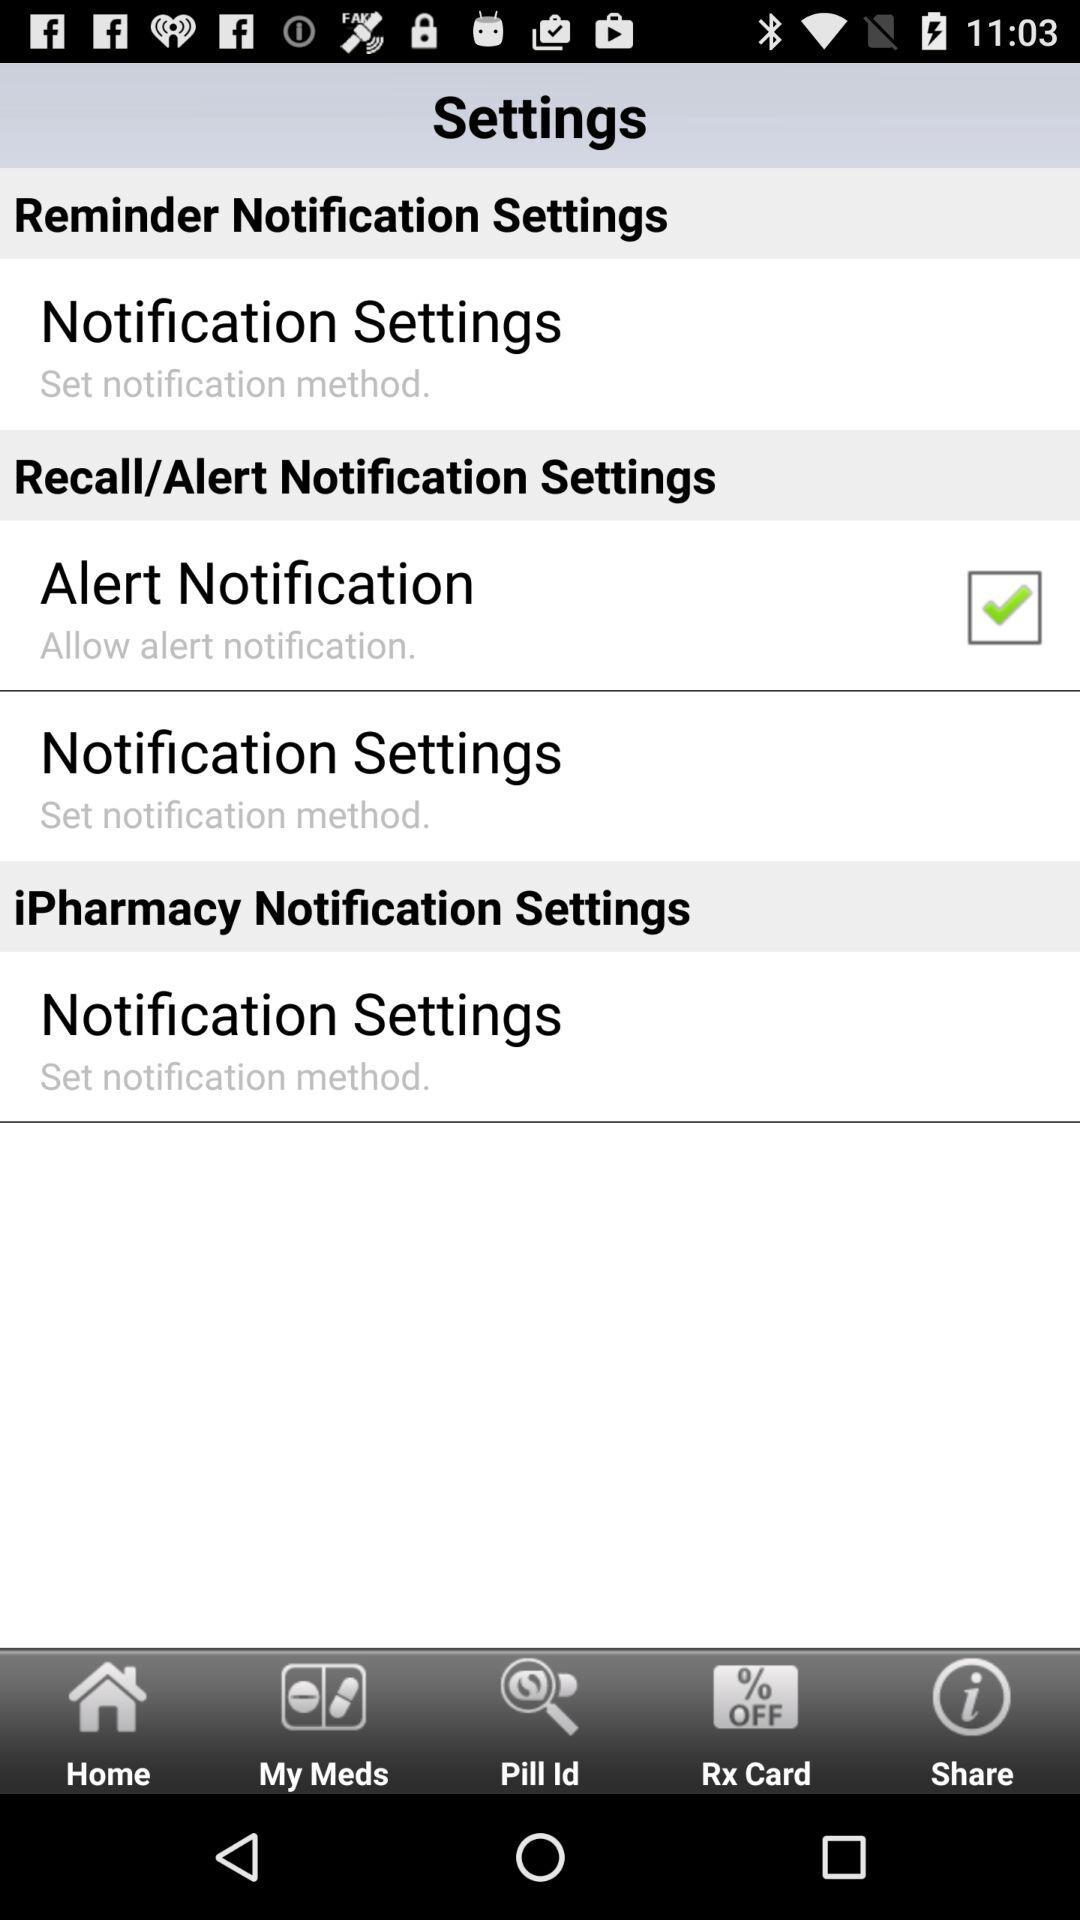 FAKE
11:03
Settings
Reminder Notification Settings
Notification Settings
Set notification method.
Recall/Alert Notification Settings
Alert Notification
Allow alert notification.
Notification Settings
Set notification method.
iPharmacy Notification Settings
Notification Settings
Set notification method.
% OFF
Home My Meds Pill Id Rx Card Share